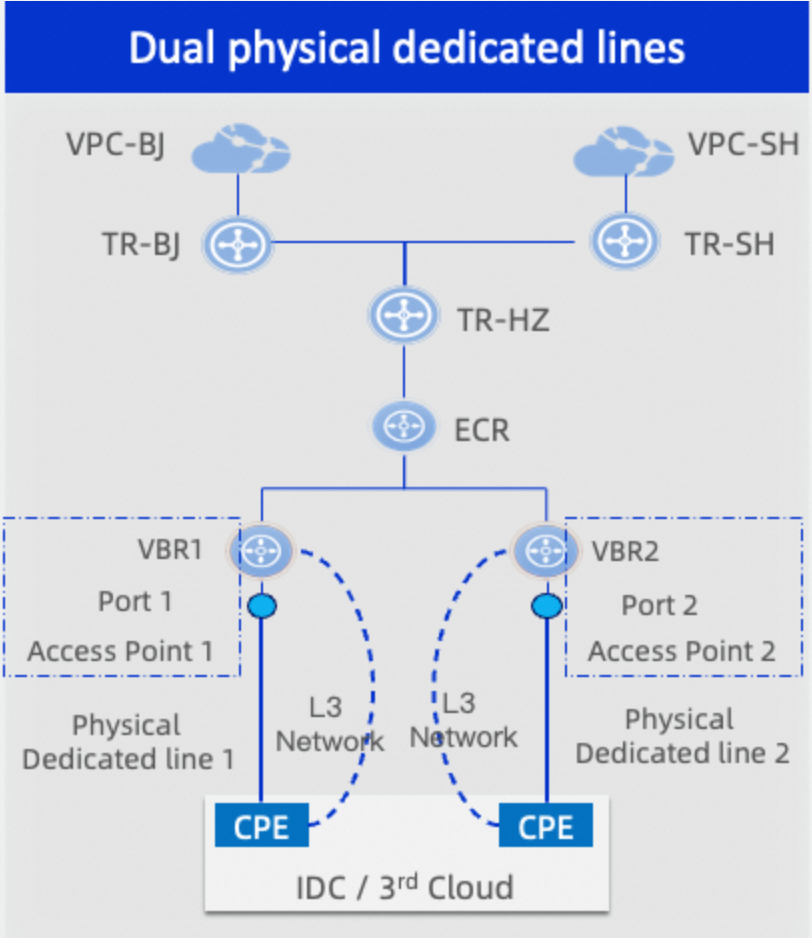 Dual physical dedicated lines
VPC-BJ
VPC-SH
TR-BJ
TR-SH
TR-HZ
ECR
VBR1
VBR2
Port 1
Port 2
Access Point 1
Access Point 2
L3
Network
L3
Network
Physical
Dedicated line 1
Physical
Dedicated line 2
CPE
CPE
IDC / 3rd Cloud